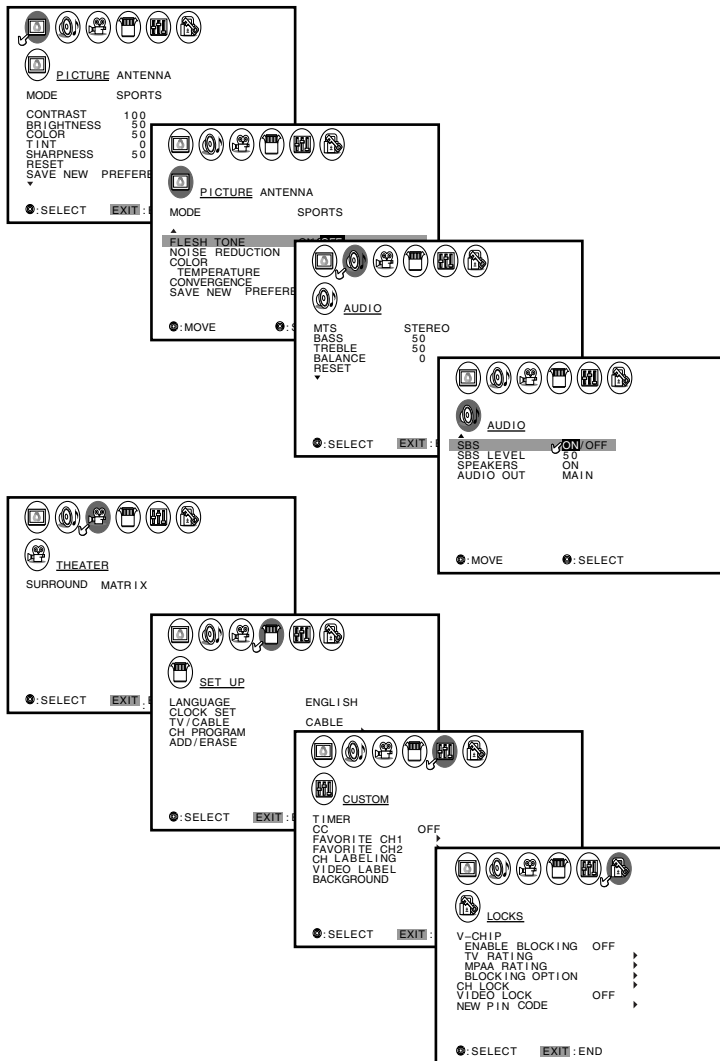 PICTURE ANTENNA
MODE SPORTS
CONTRAST 100
BRIGHTNESS 50
COLOR 50
TINT 0
SHARPNESS 50
RESET
SAVE NEW PREFERE
:SELECT EXIT :
PICTURE ANTENNA
MODE SPORTS
FLESH TONE
NOISE REDUCTION
COLOR
TEMPERATURE
CONVERGENCE
SAVE NEW PREFERE
:MOVE :
AUDIO
MTS STEREO
BASS 50
TREBLE 50
BALANCE 0
RESET
:SELECT EXIT :
AUDIO
SBS ON/OFF
SBS LEVEL 50
SPEAKERS ON
AUDIO OUT MAIN
:MOVE :SELECT
THEATER
SURROUND MATRIX
:SELECT EXIT :
SET UP
LANGUAGE ENGLISH
CLOCK SET
TV/CABLE CABLE
CH PROGRAM
ADD/ERASE
:SELECT EXIT :
CUSTOM
TIMER
CC OFF
FAVORITE CH1
FAVORITE CH2
CH LABELING
VIDEO LABEL
BACKGROUND
:SELECT EXIT :
LOCKS
V-CHIP
ENABLE BLOCKING OFF
TV RATING
MPAA RATING
BLOCKING OPTION
CH LOCK
VIDEO LOCK OFF
NEW PIN CODE
:SELECT EXIT :END